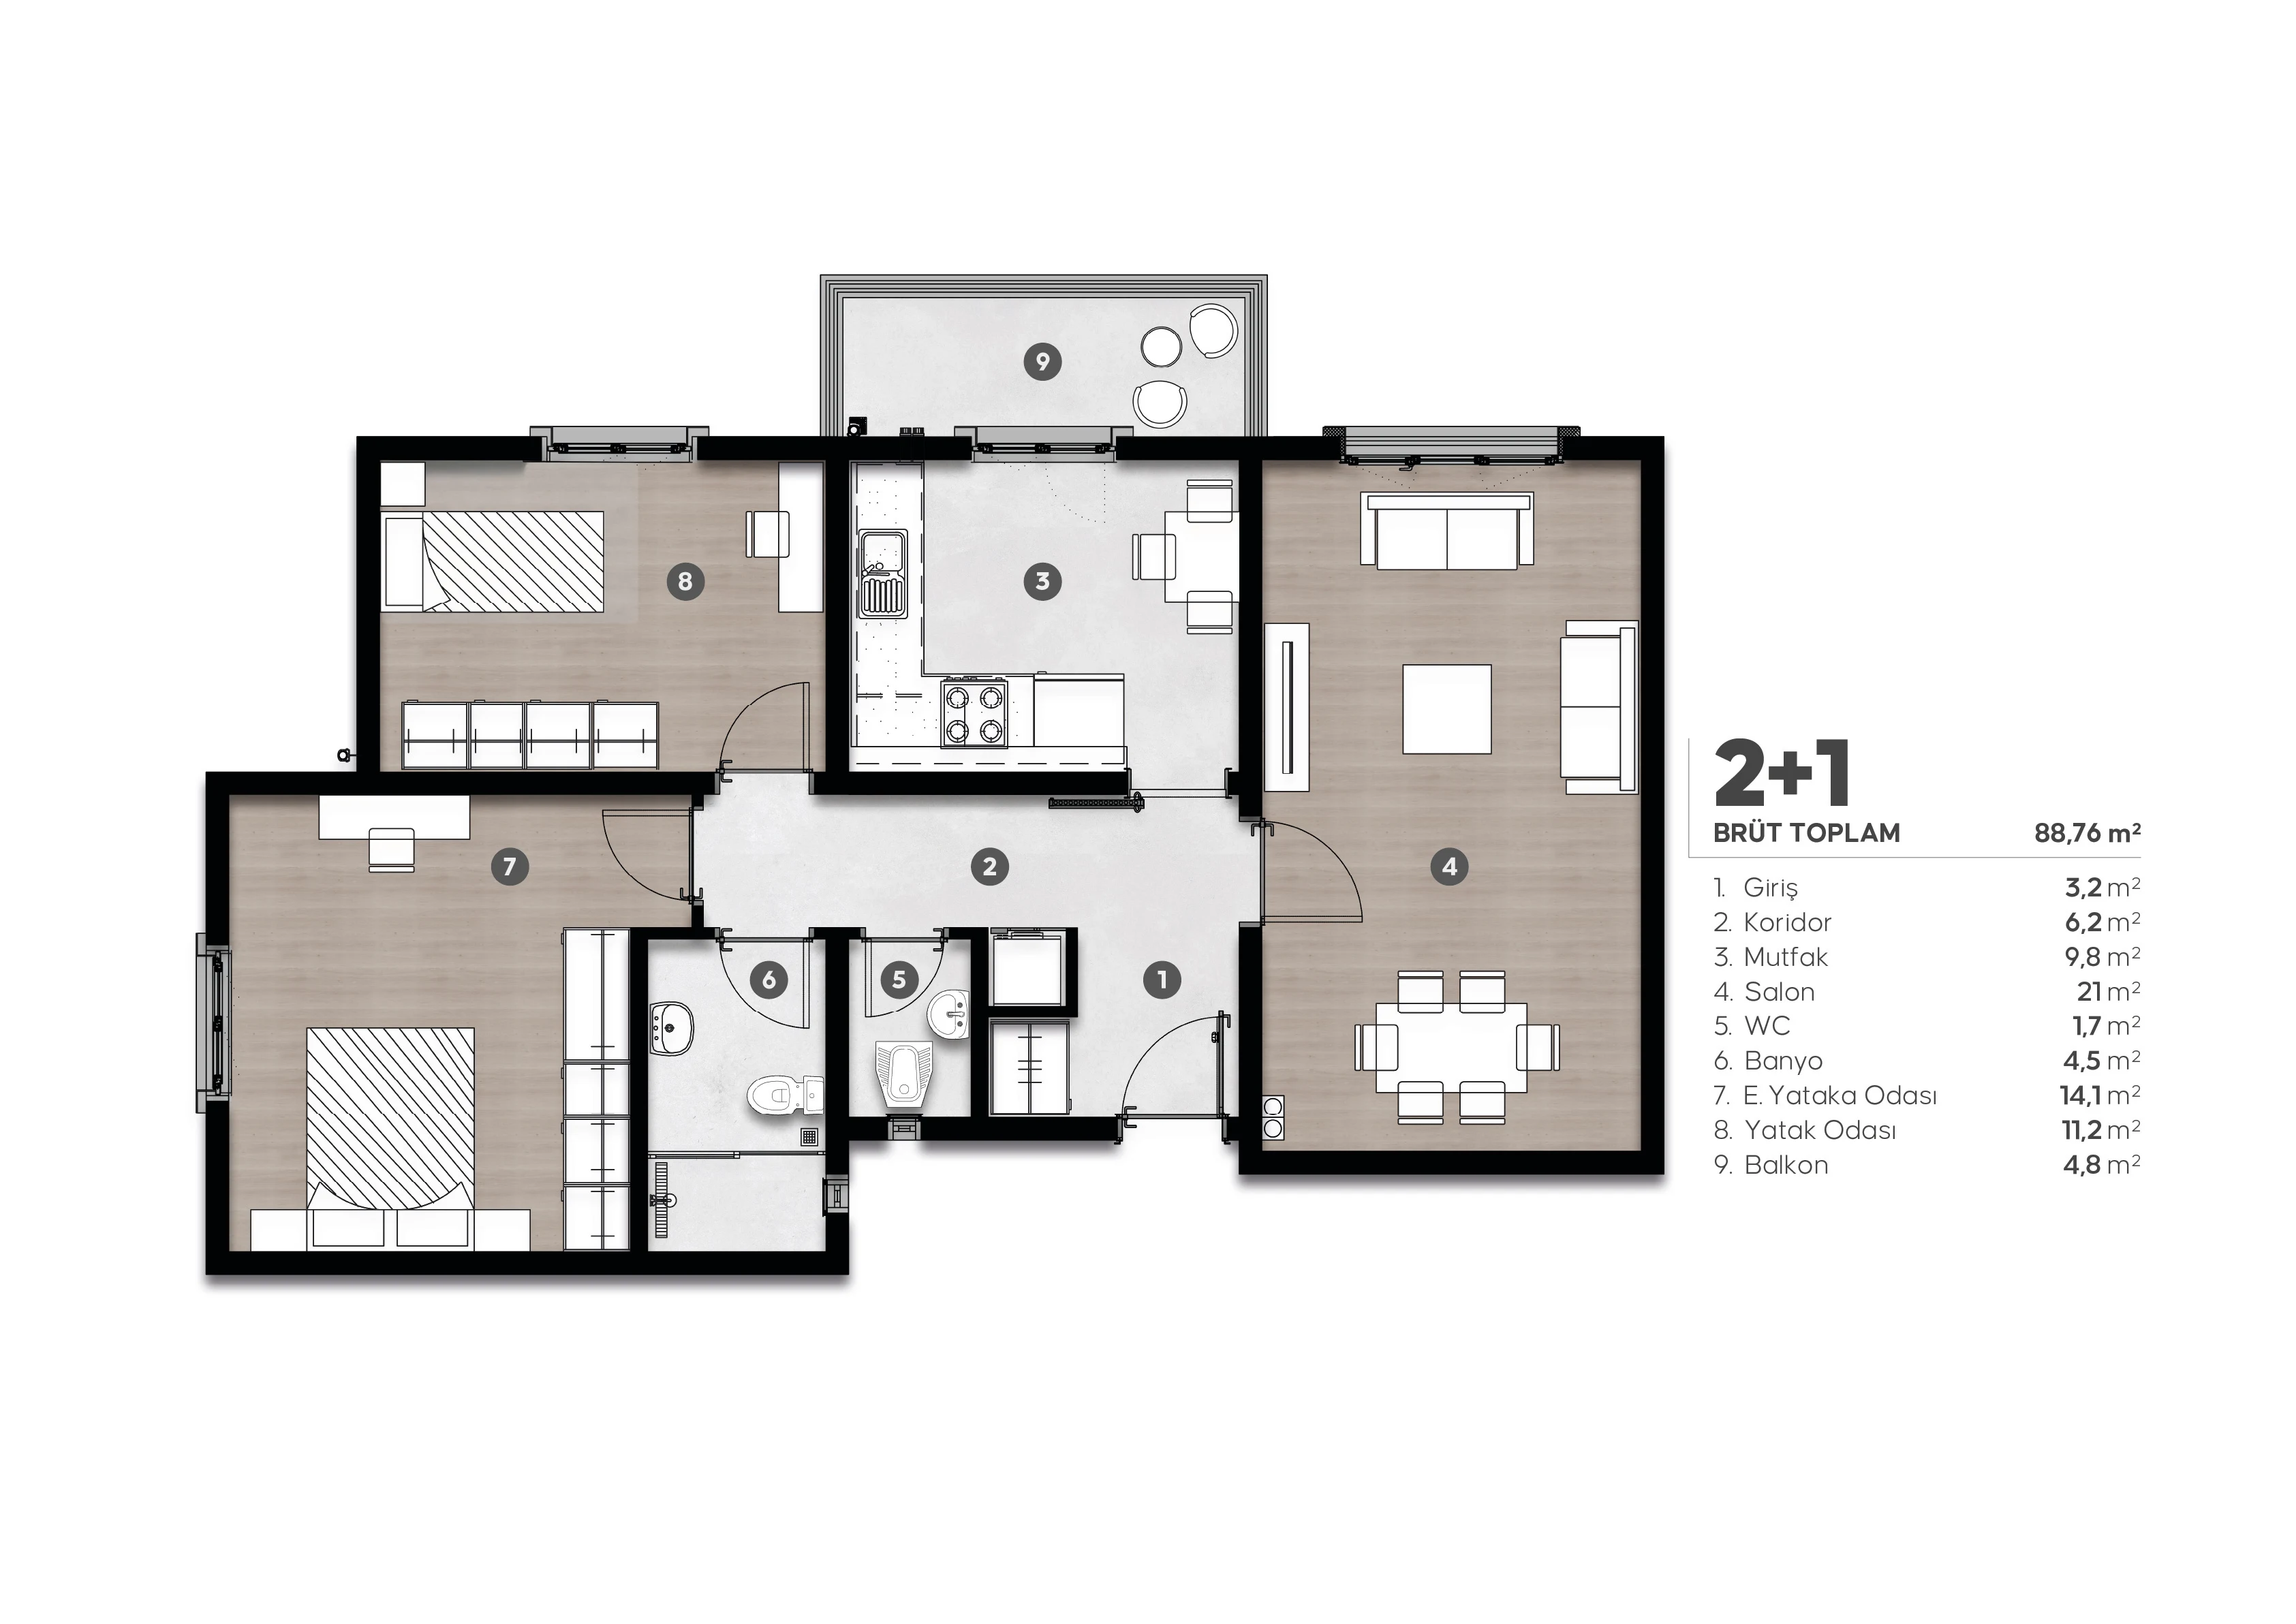 9
8
3
7
2
4
6
5
1
2+1
BRÜT TOPLAM 88,76 m²
1. Giriş 3,2 m²
2. Koridor 6,2 m²
3. Mutfak 9,8 m²
4. Salon 21 m²
5. WC 1,7 m²
6. Banyo 4,5 m²
7. E. Yataka Odası 14,1 m²
8. Yatak Odası 11,2 m²
9. Balkon 4,8 m²